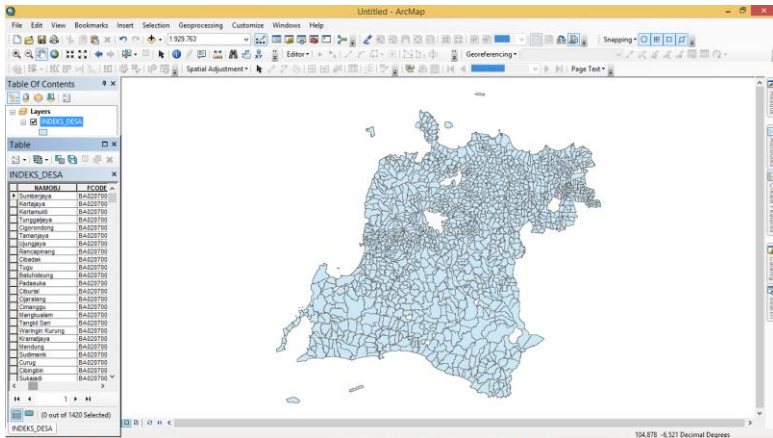 Untitled - ArcMap
File Edit View Bookmarks Insert Selection Geoprocessing Customize Windows Help
1:929.763
Snapping
Editor
Georeferencing
Spatial Adjustment
Page Text
Table Of Contents
Layers
INDEKS_DESA
Table
INDEKS_DESA
NAMOBJ FCODE
Sumberjaya BA020700
Kertajaya BA020700
Kertamukti BA020700
Tunggaljaya BA020700
Cigorondong BA020700
Tamanjaya BA020700
Ujungjaya BA020700
Rancapinang BA020700
Cibadak BA020700
Tugu BA020700
Batuhideung BA020700
Padasuka BA020700
Ciburial BA020700
Cijaralang BA020700
Cimanggu BA020700
Mangkualam BA020700
Tangkil Sari BA020700
Waringin Kurung BA020700
Kramatjaya BA020700
Mendung BA020700
Sudimanik BA020700
Curug BA020700
Cibingbin BA020700
Sukajadi BA020700
1
(0 out of 1420 Selected)
INDEKS_DESA
104,878 -6,521 Decimal Degrees